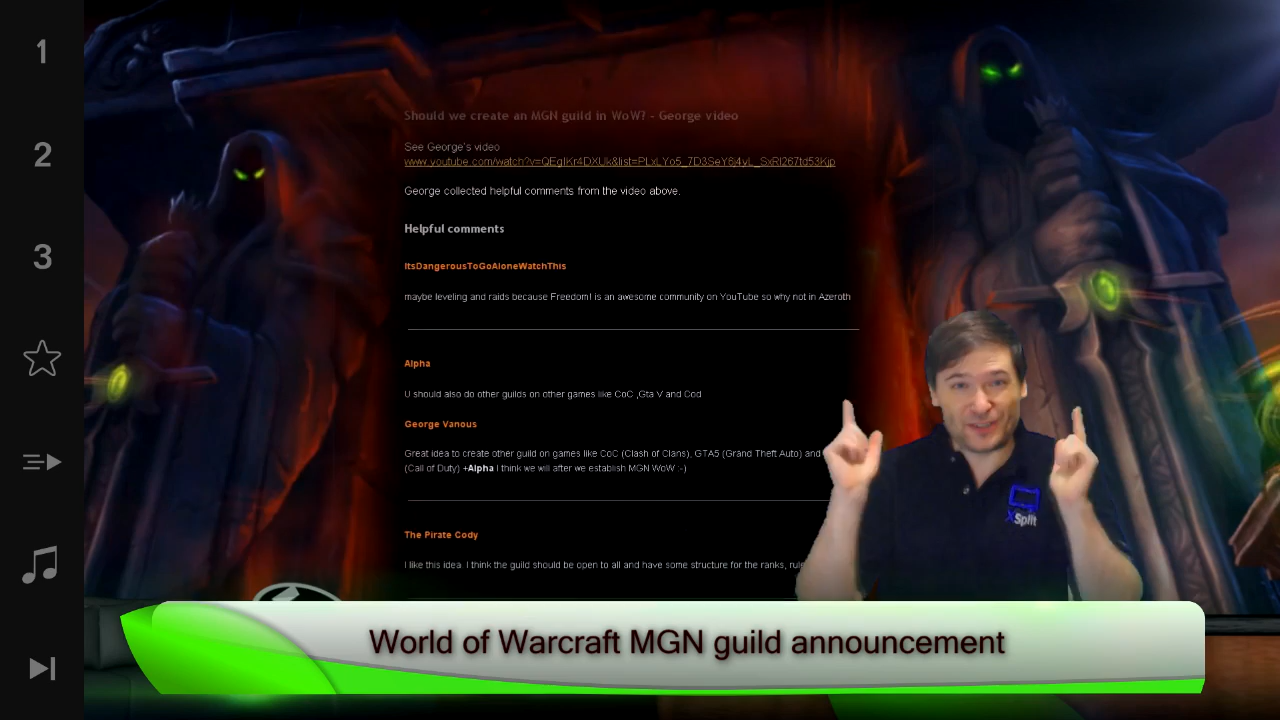 1
2
3
Should we create an MGN guild in WoW? - George video
See George's video
George collected helpful comments from the video above.
Helpful comments
ItsDangerousToGoAloneWatchThis
maybe leveling and raids because Freedom! is an awesome community on YouTube so why not in Azeroth
Alpha
U should also do other guilds on other games like CoC ,Gta V and Cod
George Vanous
Great idea to create other guild on games like CoC (Clash of Clans), GTA5 (Grand Theft Auto) and
(Call of Duty) +Alpha I think we will after we establish MGN WoW :-)
XSplit
The Pirate Cody
I like this idea. I think the guild should be open to all and have some structure for the ranks,
World of Warcraft MGN guild announcement